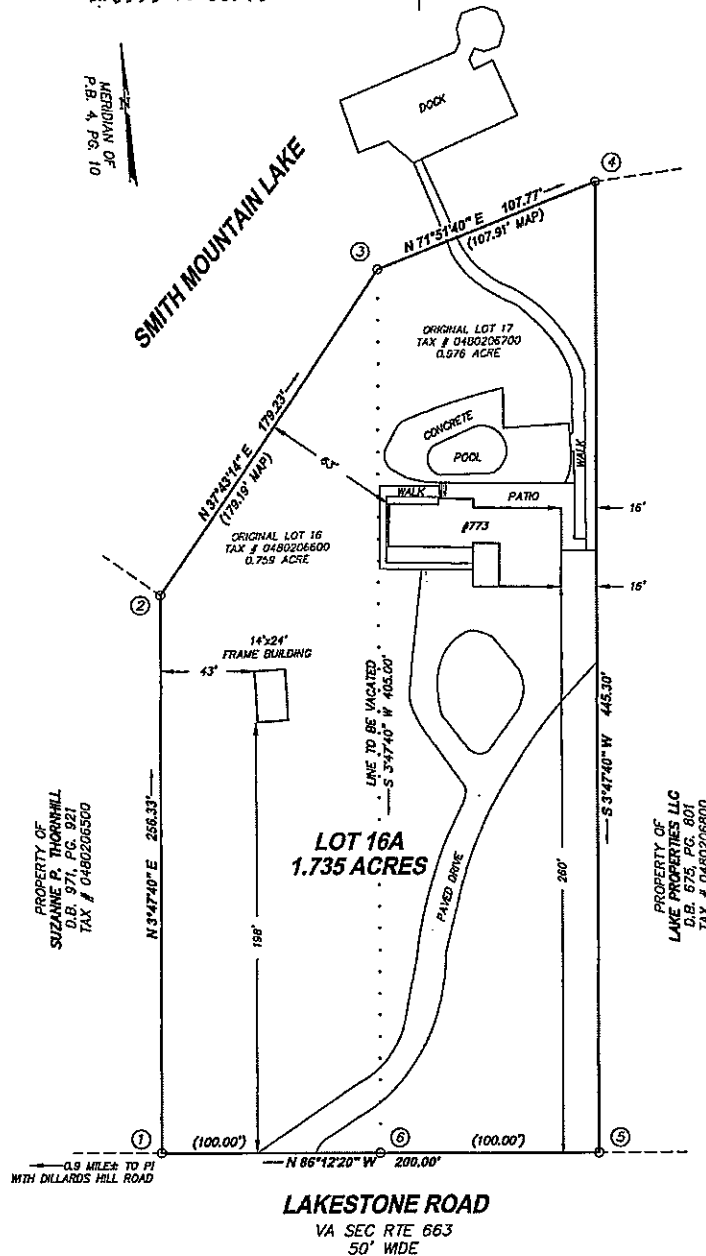 MERIDIAN OF
P.B. 4, PG. 10
N
SMITH MOUNTAIN LAKE
DOCK
4
N 71°51'40" E 107.77'
(107.91' MAP)
3
ORIGINAL LOT 17
TAX # 0480206700
0.976 ACRE
N 37°43'14" E 179.23'
(179.19' MAP)
63'
CONCRETE
POOL
WALK
WALK
PATIO
#773
16'
16'
ORIGINAL LOT 16
TAX # 0480206600
0.759 ACRE
2
14'x24'
FRAME BUILDING
43'
LINE TO BE VACATED
S 3°47'40" W 405.00'
S 3°47'40" W 445.30'
N 3°47'40" E 256.33'
PROPERTY OF
SUZANNE P. THORNHILL
D.B. 971, PG. 921
TAX # 0480206500
LOT 16A
1.735 ACRES
198'
PAVED DRIVE
260'
PROPERTY OF
LAKE PROPERTIES LLC
D.B. 675, PG. 801
TAX # 0480206800
1
(100.00')
6
(100.00')
5
N 86°12'20" W 200.00'
0.9 MILE± TO PI
WITH DILLARDS HILL ROAD
LAKESTONE ROAD
VA SEC RTE 663
50' WIDE